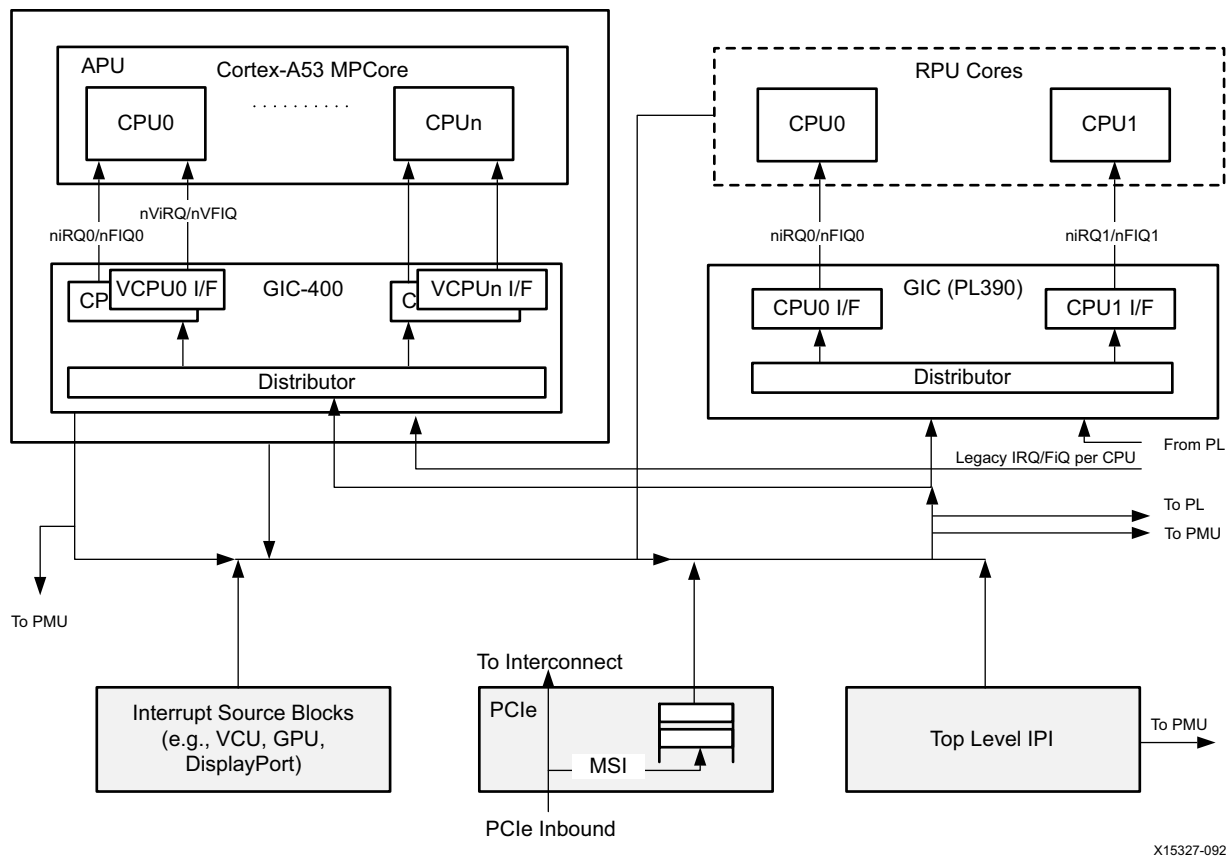 APU
Cortex-A53 MPCore
CPU0
. . . . . . . . . .
CPUn
nViRQ/nVFIQ
niRQ0/nFIQ0
VCPU0 I/F
CP
GIC-400
VCPUn I/F
C
Distributor
RPU Cores
CPU0
CPU1
niRQ0/nFIQ0
niRQ1/nFIQ1
GIC (PL390)
CPU0 I/F
CPU1 I/F
Distributor
From PL
Legacy IRQ/FiQ per CPU
To PL
To PMU
To PMU
Interrupt Source Blocks
(e.g., VCU, GPU,
DisplayPort)
To Interconnect
PCIe
MSI
PCIe Inbound
Top Level IPI
To PMU
X15327-092